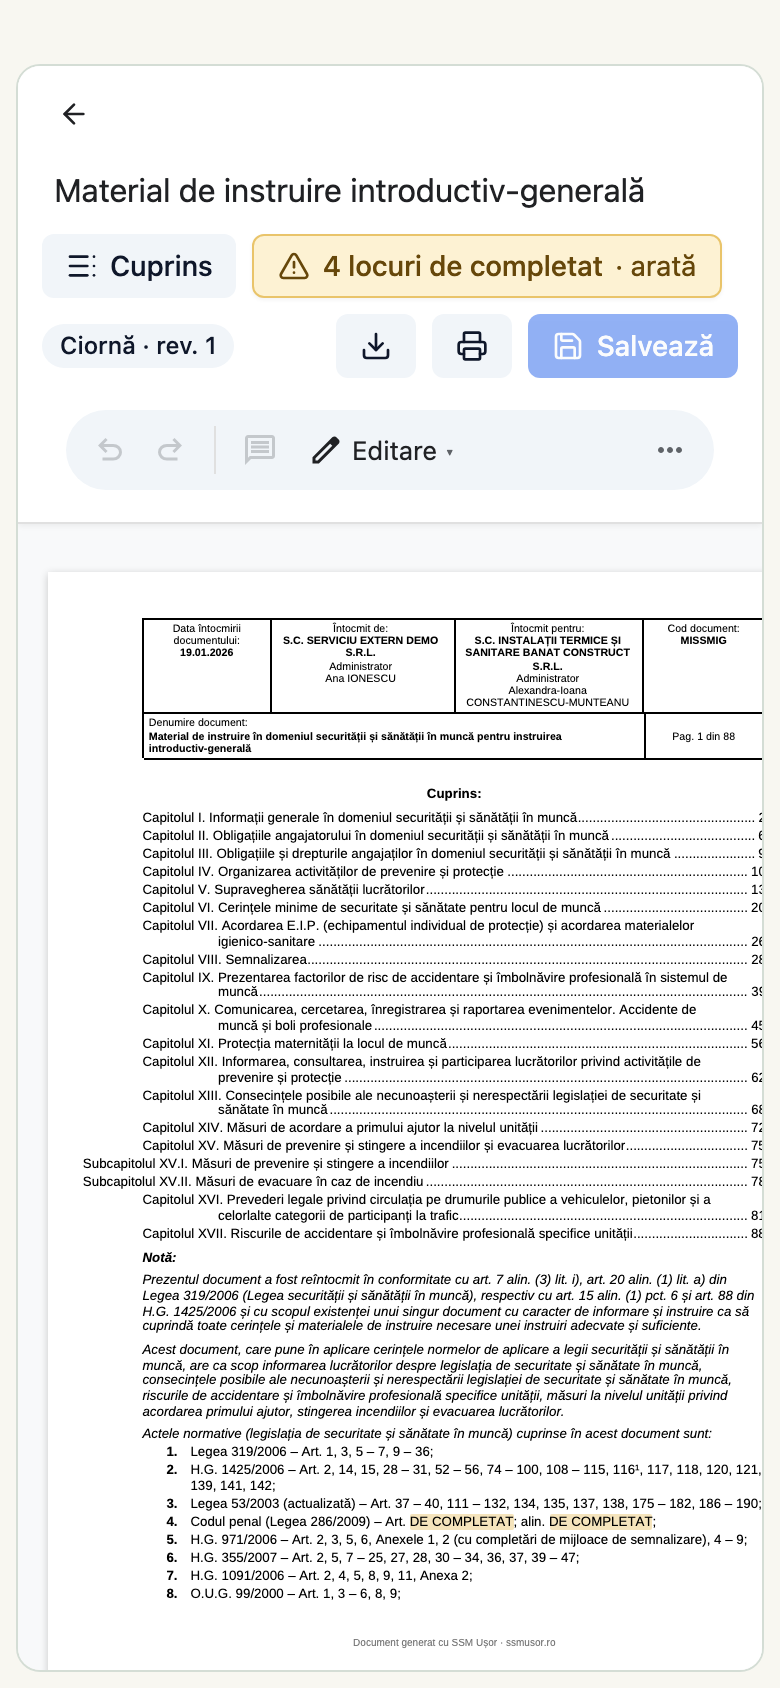 Material de instruire introductiv-generală
Cuprins
4 locuri de completat · arată
Ciornă · rev. 1
Salvează
Editare
Data întocmirii
documentului:
19.01.2026
Întocmit de:
S.C. SERVICIU EXTERN DEMO
S.R.L.
Administrator
Ana IONESCU
Întocmit pentru:
S.C. INSTALAȚII TERMICE ȘI
SANITARE BANAT CONSTRUCT
S.R.L.
Administrator
Alexandra-Ioana
CONSTANTINESCU-MUNTEANU
Cod document:
MISSMIG
Denumire document:
Material de instruire în domeniul securității și sănătății în muncă pentru instruirea
introductiv-generală
Pag. 1 din 88
Cuprins:
Capitolul I. Informații generale în domeniul securității și sănătății în muncă
Capitolul II. Obligațiile angajatorului în domeniul securității și sănătății în muncă
Capitolul III. Obligațiile și drepturile angajaților în domeniul securității și sănătății în muncă
Capitolul IV. Organizarea activităților de prevenire și protecție 10
Capitolul V. Supravegherea sănătății lucrătorilor 13
Capitolul VI. Cerințele minime de securitate și sănătate pentru locul de muncă 20
Capitolul VII. Acordarea E.I.P. (echipamentul individual de protecție) și acordarea materialelor
igienico-sanitare 26
Capitolul VIII. Semnalizarea 28
Capitolul IX. Prezentarea factorilor de risc de accidentare și îmbolnăvire profesională în sistemul de
muncă 39
Capitolul X. Comunicarea, cercetarea, înregistrarea și raportarea evenimentelor. Accidente de
muncă și boli profesionale 45
Capitolul XI. Protecția maternității la locul de muncă 56
Capitolul XII. Informarea, consultarea, instruirea și participarea lucrătorilor privind activitățile de
prevenire și protecție 62
Capitolul XIII. Consecințele posibile ale necunoașterii și nerespectării legislației de securitate și
sănătate în muncă 68
Capitolul XIV. Măsuri de acordare a primului ajutor la nivelul unității 72
Capitolul XV. Măsuri de prevenire și stingere a incendiilor și evacuarea lucrătorilor 75
Subcapitolul XV.I. Măsuri de prevenire și stingere a incendiilor 75
Subcapitolul XV.II. Măsuri de evacuare în caz de incendiu 78
Capitolul XVI. Prevederi legale privind circulația pe drumurile publice a vehiculelor, pietonilor și a
celorlalte categorii de participanți la trafic 81
Capitolul XVII. Riscurile de accidentare și îmbolnăvire profesională specifice unității 88
Notă:
Prezentul document a fost reîntocmit în conformitate cu art. 7 alin. (3) lit. i), art. 20 alin. (1) lit. a) din
Legea 319/2006 (Legea securității și sănătății în muncă), respectiv cu art. 15 alin. (1) pct. 6 și art. 88 din
H.G. 1425/2006 și cu scopul existenței unui singur document cu caracter de informare și instruire ca să
cuprindă toate cerințele și materialele de instruire necesare unei instruiri adecvate și suficiente.
Acest document, care pune în aplicare cerințele normelor de aplicare a legii securității și sănătății în
muncă, are ca scop informarea lucrătorilor despre legislația de securitate și sănătate în muncă,
consecințele posibile ale necunoașterii și nerespectării legislației de securitate și sănătate în muncă,
riscurile de accidentare și îmbolnăvire profesională specifice unității, măsuri la nivelul unității privind
acordarea primului ajutor, stingerea incendiilor și evacuarea lucrătorilor.
Actele normative (legislația de securitate și sănătate în muncă) cuprinse în acest document sunt:
1. Legea 319/2006 – Art. 1, 3, 5 – 7, 9 – 36;
2. H.G. 1425/2006 – Art. 2, 14, 15, 28 – 31, 52 – 56, 74 – 100, 108 – 115, 116¹, 117, 118, 120, 121,
139, 141, 142;
3. Legea 53/2003 (actualizată) – Art. 37 – 40, 111 – 132, 134, 135, 137, 138, 175 – 182, 186 – 190;
4. Codul penal (Legea 286/2009) – Art. DE COMPLETAT; alin. DE COMPLETAT;
5. H.G. 971/2006 – Art. 2, 3, 5, 6, Anexele 1, 2 (cu completări de mijloace de semnalizare), 4 – 9;
6. H.G. 355/2007 – Art. 2, 5, 7 – 25, 27, 28, 30 – 34, 36, 37, 39 – 47;
7. H.G. 1091/2006 – Art. 2, 4, 5, 8, 9, 11, Anexa 2;
8. O.U.G. 99/2000 – Art. 1, 3 – 6, 8, 9;
Document generat cu SSM Ușor · ssmusor.ro